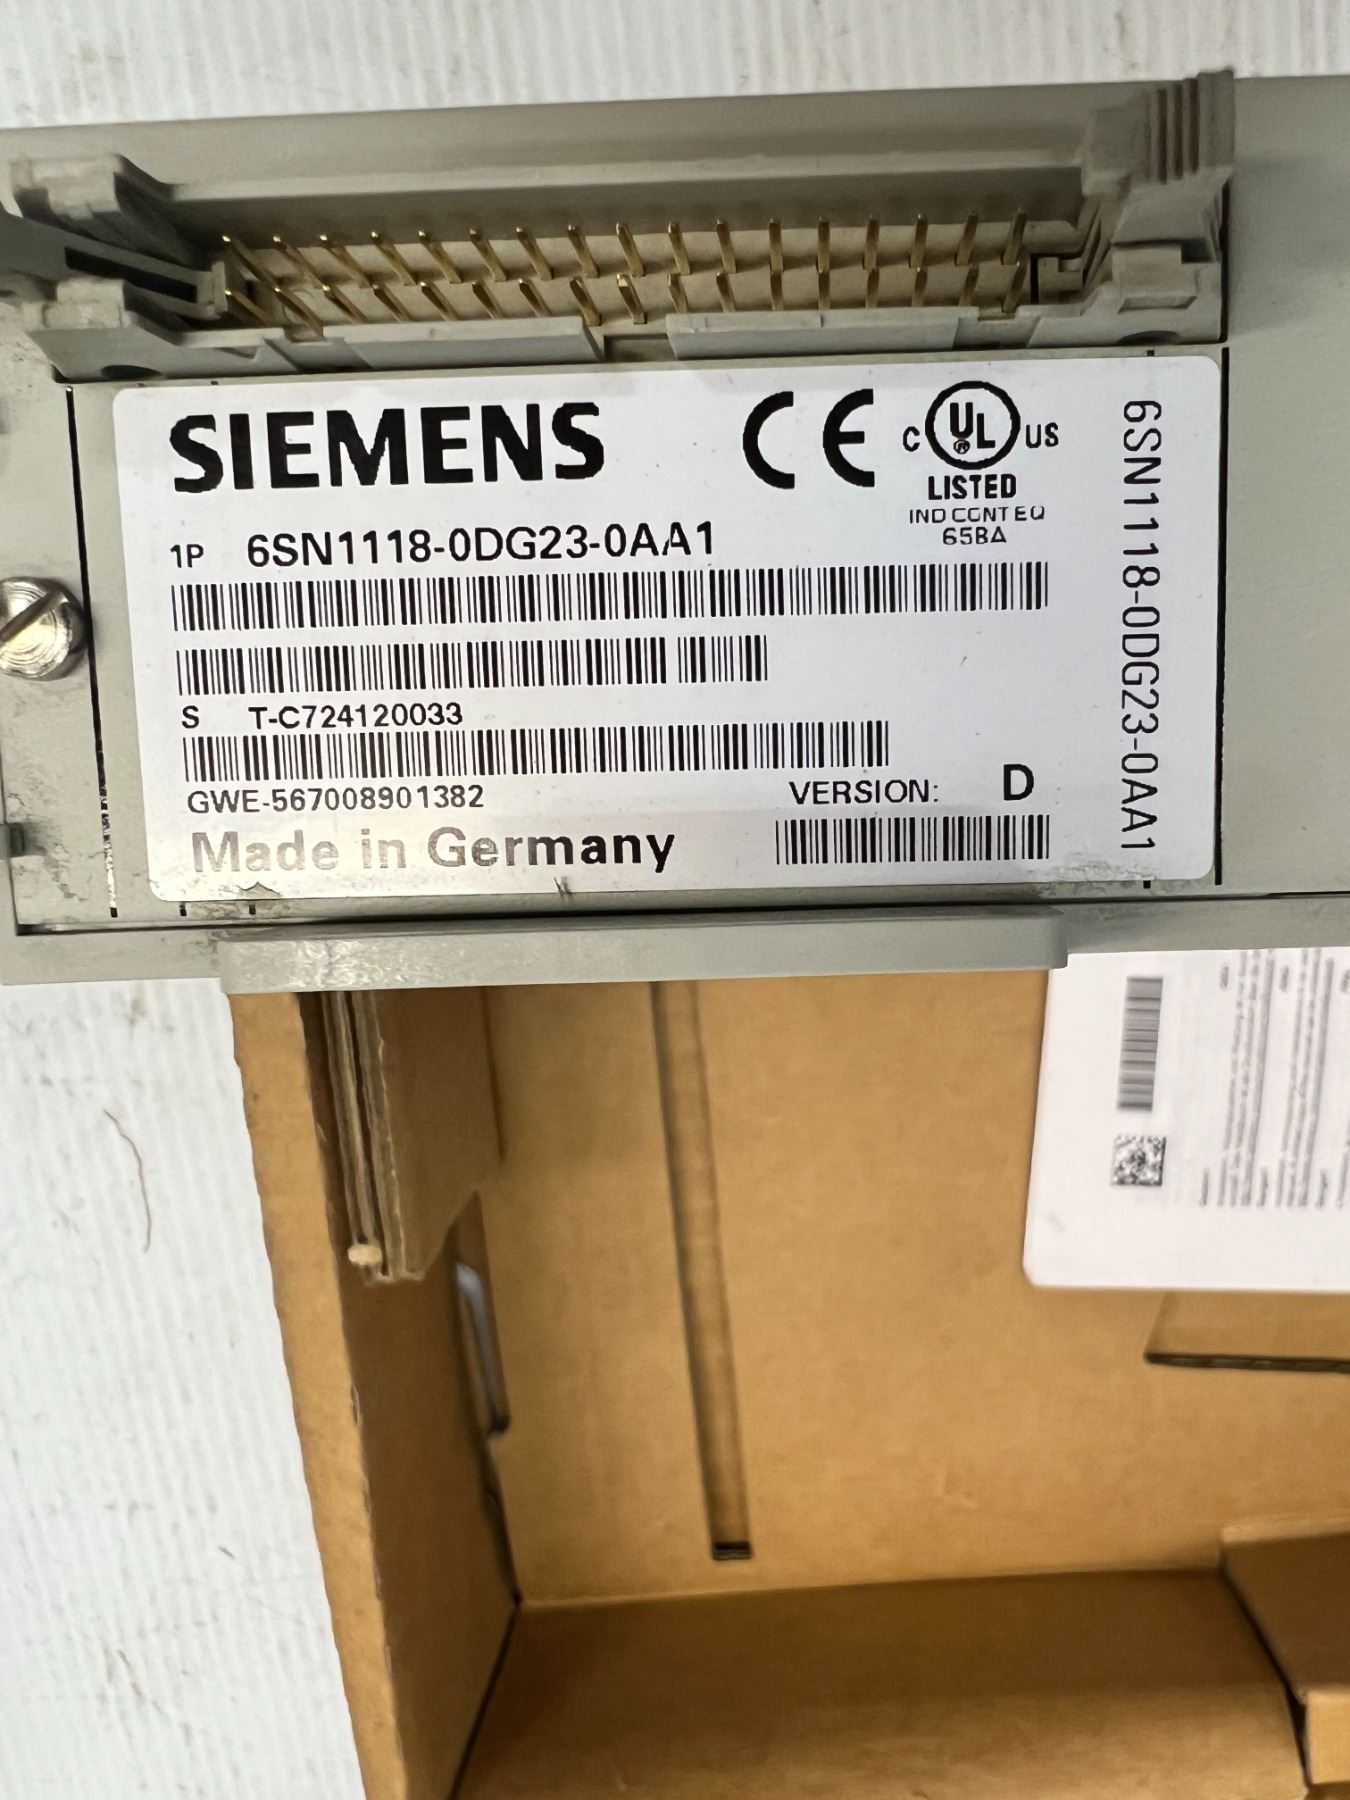 SIEMENS
CE
C UL US
®
LISTED
IND CONT EQ
65BA
1P 6SN1118-0DG23-0AA1
S T-C724120033
GWE-567008901382
VERSION: D
Made in Germany
6SN1118-0DG23-0AA1